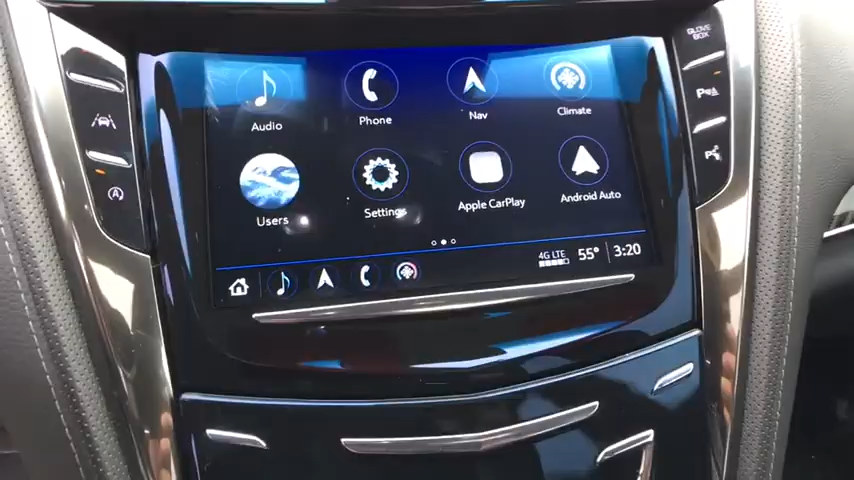 GLOVE
BOX
Audio
Phone
Nav
Climate
P
Users
Settings
Apple CarPlay
Android Auto
P
A
4G LTE
55°
3:20